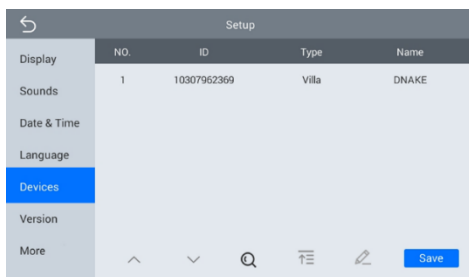 Setup
NO. ID Type Name
1 10307962369 Villa DNAKE
Display
Sounds
Date & Time
Language
Devices
Version
More
Save